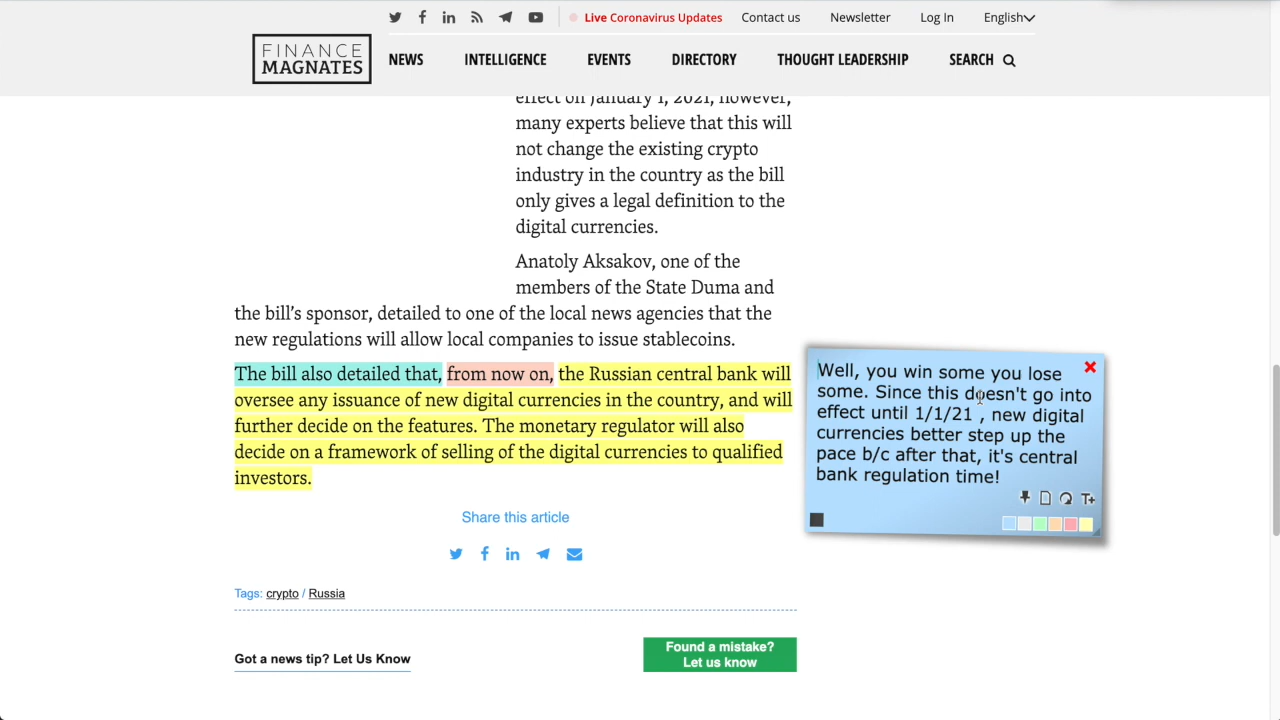 Live Coronavirus Updates
Contact us
Newsletter
Log In
English
FINANCE
MAGNATES
NEWS
INTELLIGENCE
EVENTS
DIRECTORY
THOUGHT LEADERSHIP
SEARCH
effect on January 1, 2021, however,
many experts believe that this will
not change the existing crypto
industry in the country as the bill
only gives a legal definition to the
digital currencies.
Anatoly Aksakov, one of the
members of the State Duma and
the bill’s sponsor, detailed to one of the local news agencies that the
new regulations will allow local companies to issue stablecoins.
The bill also detailed that, from now on, the Russian central bank will
oversee any issuance of new digital currencies in the country, and will
further decide on the features. The monetary regulator will also
decide on a framework of selling of the digital currencies to qualified
investors.
Well, you win some you lose
some. Since this doesn't go into
effect until 1/1/21 , new digital
currencies better step up the
pace b/c after that, it's central
bank regulation time!
T+
Share this article
Tags: crypto / Russia
Got a news tip? Let Us Know
Found a mistake?
Let us know